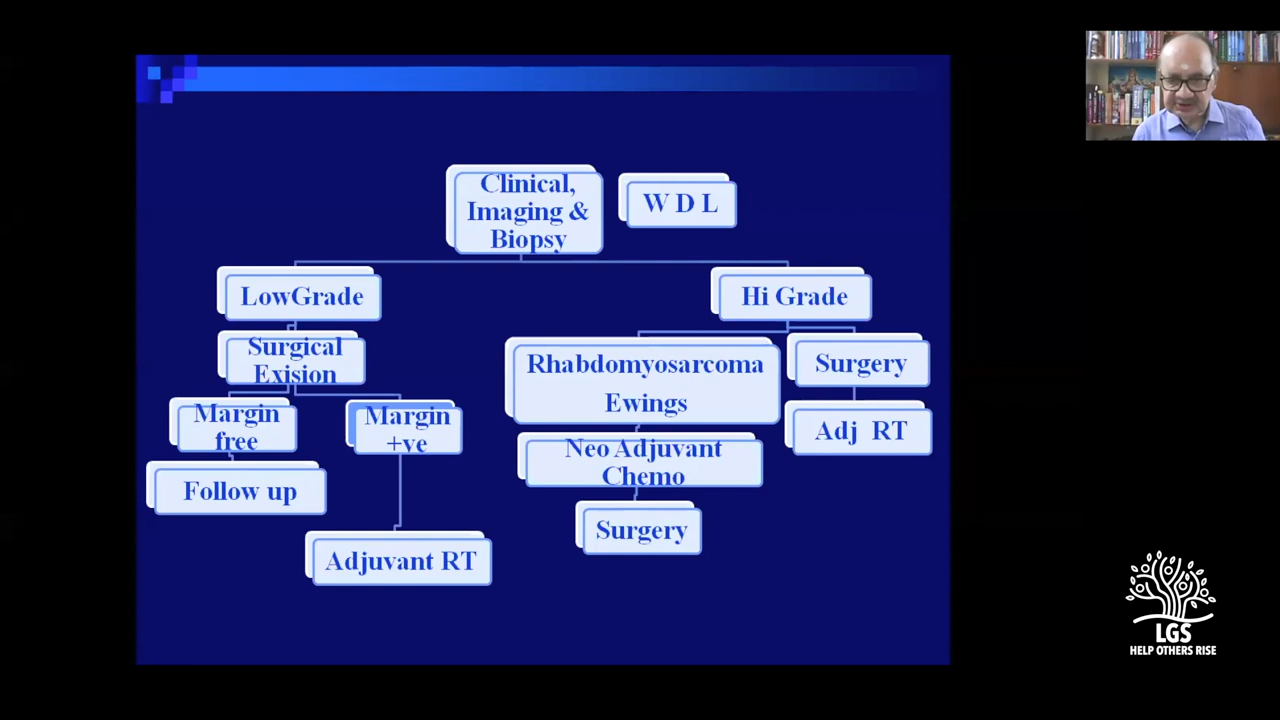 Clinical,
Imaging &
Biopsy
W D L
LowGrade
Hi Grade
Surgical
Exision
Rhabdomyosarcoma
Ewings
Surgery
Margin
free
Margin
+ve
Adj RT
Neo Adjuvant
Chemo
Follow up
Surgery
Adjuvant RT
LGS
HELP OTHERS RISE